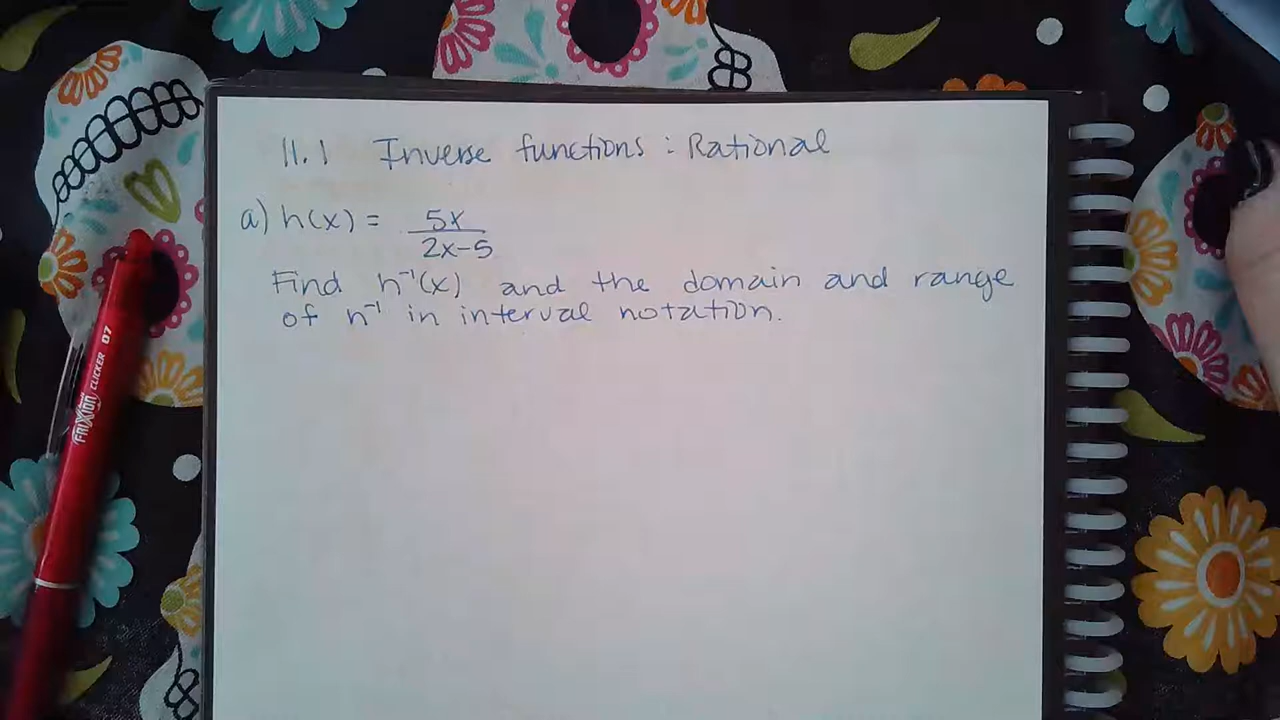 11.1 Inverse functions : Rational
a) h(x) = 5x / 2x-5
Find h⁻¹(x) and the domain and range
of h⁻¹ in interval notation.
FRIXION CLICKER 07